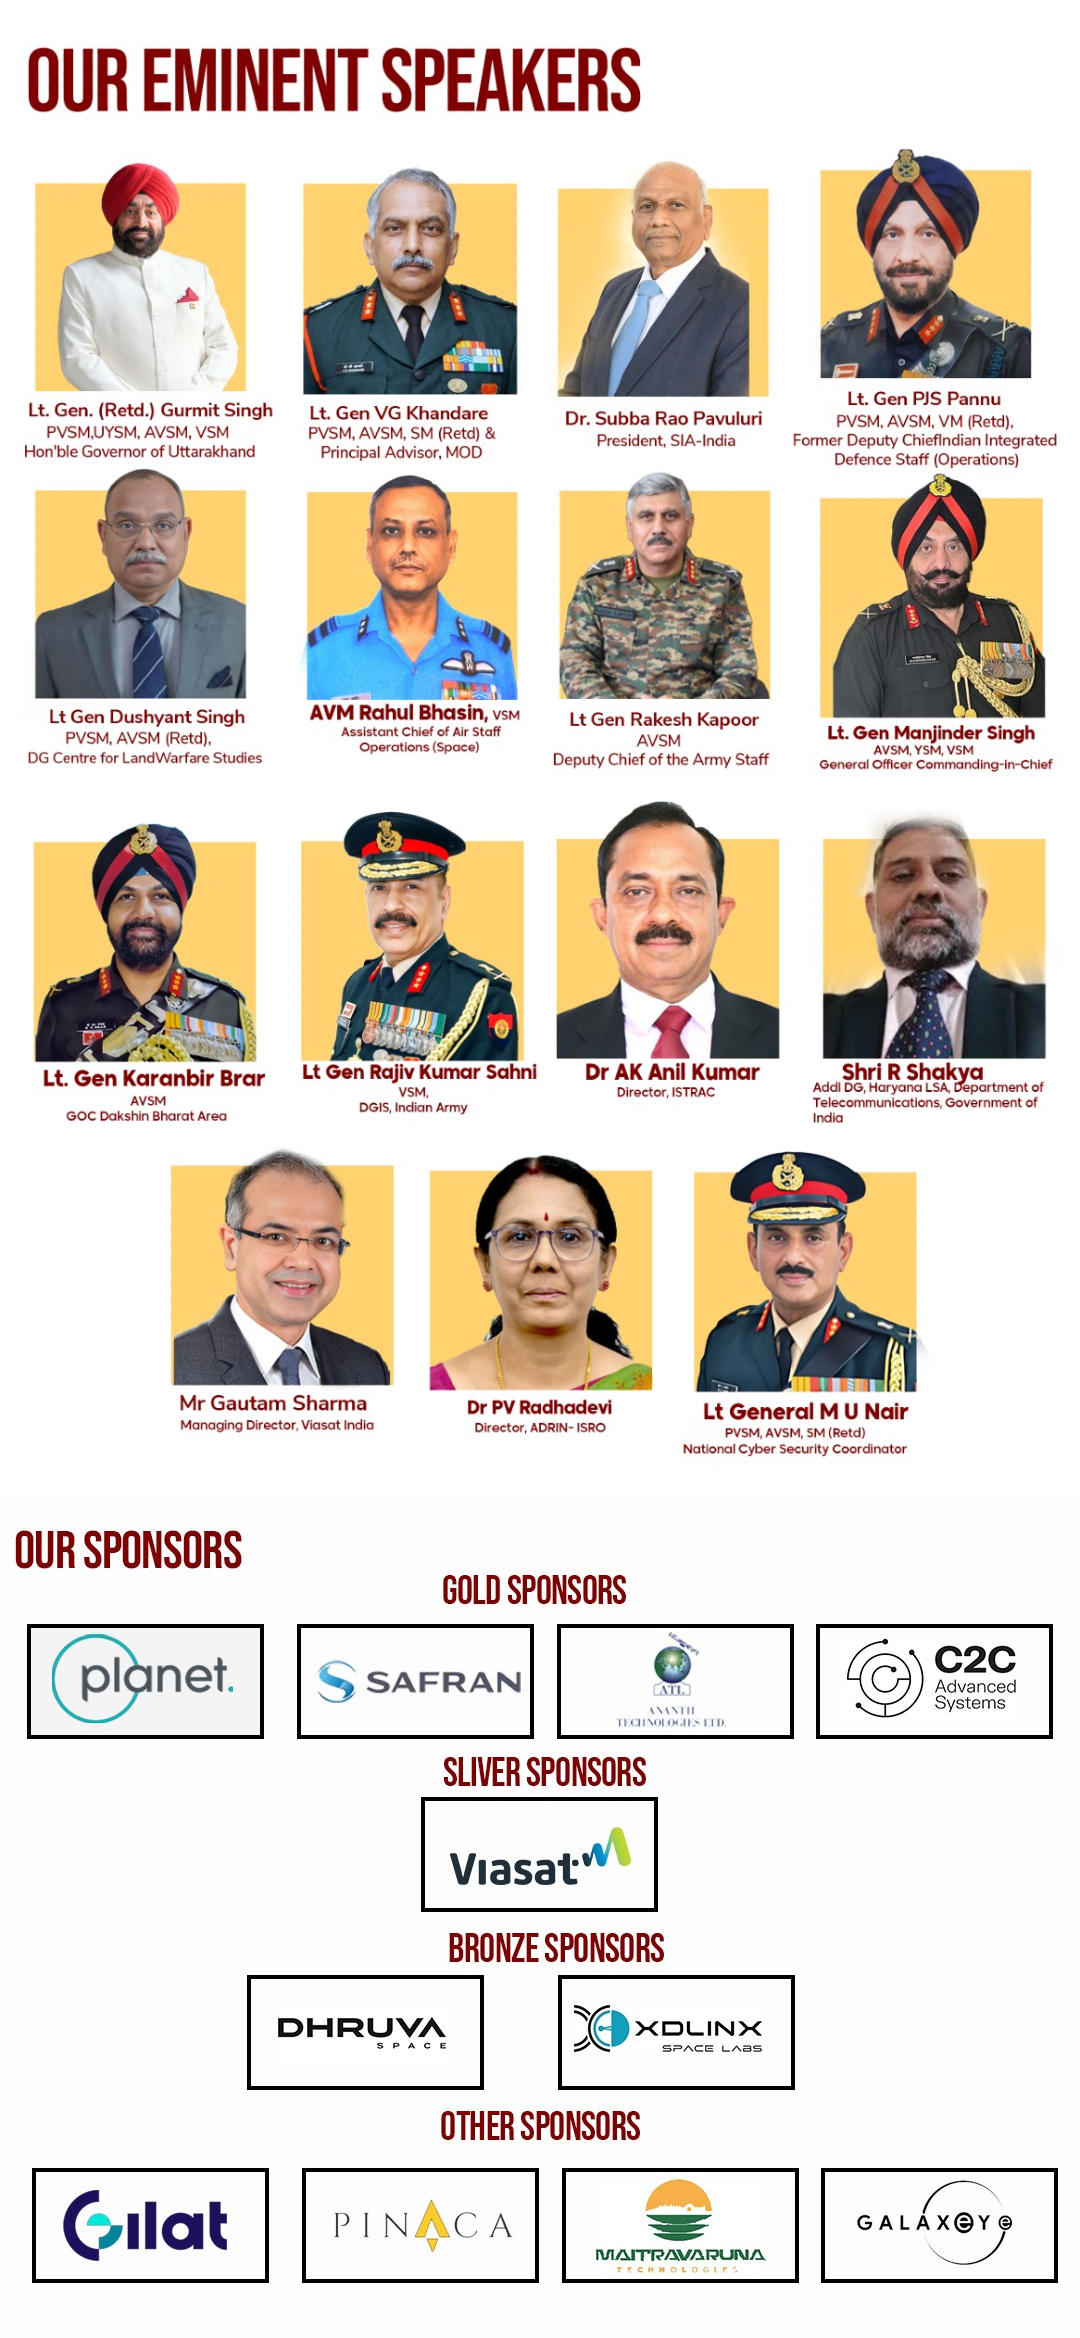 OUR EMINENT SPEAKERS
Lt. Gen. (Retd.) Gurmit Singh
PVSM,UYSM, AVSM, VSM
Hon'ble Governor of Uttarakhand
Lt. Gen VG Khandare
PVSM, AVSM, SM (Retd) &
Principal Advisor, MOD
Dr. Subba Rao Pavuluri
President, SIA-India
Lt. Gen PJS Pannu
PVSM, AVSM, VM (Retd),
Former Deputy ChiefIndian Integrated
Defence Staff (Operations)
Lt Gen Dushyant Singh
PVSM, AVSM (Retd),
DG Centre for LandWarfare Studies
AVM Rahul Bhasin, VSM
Assistant Chief of Air Staff
Operations (Space)
Lt Gen Rakesh Kapoor
AVSM
Deputy Chief of the Army Staff
Lt. Gen Manjinder Singh
AVSM, YSM, VSM
General Officer Commanding-in-Chief
Lt. Gen Karanbir Brar
AVSM
GOC Dakshin Bharat Area
Lt Gen Rajiv Kumar Sahni
VSM,
DGIS, Indian Army
Dr AK Anil Kumar
Director, ISTRAC
Shri R Shakya
Addl DG, Haryana LSA, Department of
Telecommunications, Government of
India
Mr Gautam Sharma
Managing Director, Viasat India
Dr PV Radhadevi
Director, ADRIN- ISRO
Lt General M U Nair
PVSM, AVSM, SM (Retd)
National Cyber Security Coordinator
OUR SPONSORS
GOLD SPONSORS
planet.
SAFRAN
ATL
ANANTH
TECHNOLOGIES LTD.
C2C
Advanced
Systems
SLIVER SPONSORS
Viasat
BRONZE SPONSORS
DHRUVA
SPACE
XDLINX
SPACE LABS
OTHER SPONSORS
Gilat
PINACA
MAITRAVARUNA
TECHNOLOGIES
GALAXEYE